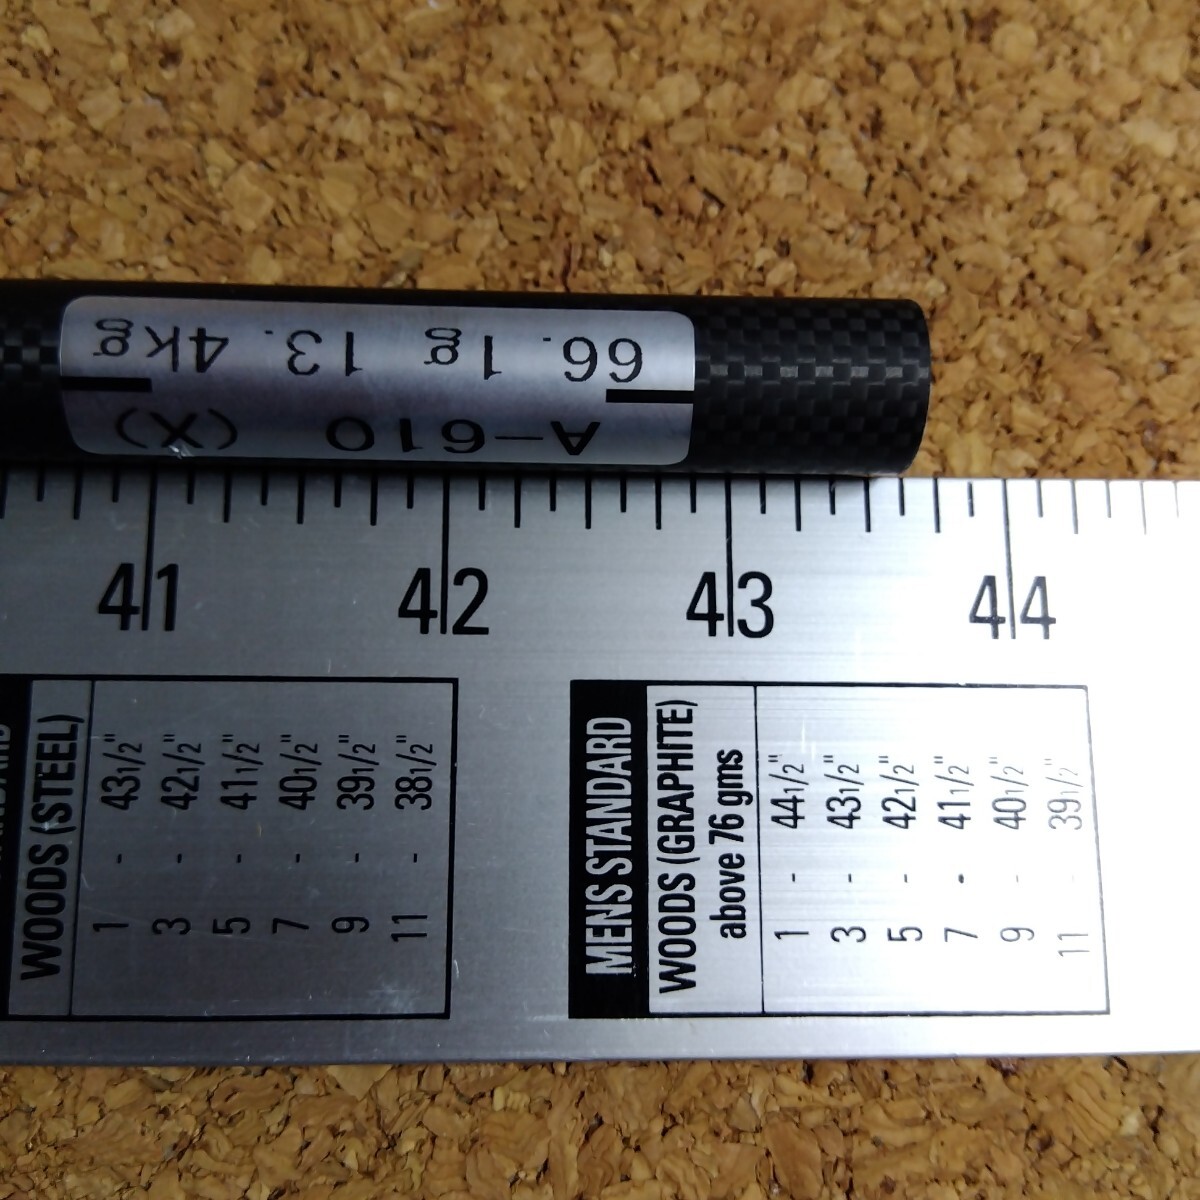 A-610 (X)
66.1g 13.4kg
41 42 43 44
WOODS (STEEL)
1 - 43 1/2"
3 - 42 1/2"
5 - 41 1/2"
7 - 40 1/2"
9 - 39 1/2"
11 - 38 1/2"
MENS STANDARD
WOODS (GRAPHITE)
above 76 gms
1 - 44 1/2"
3 - 43 1/2"
5 - 42 1/2"
7 - 41 1/2"
9 - 40 1/2"
11 - 39 1/2"